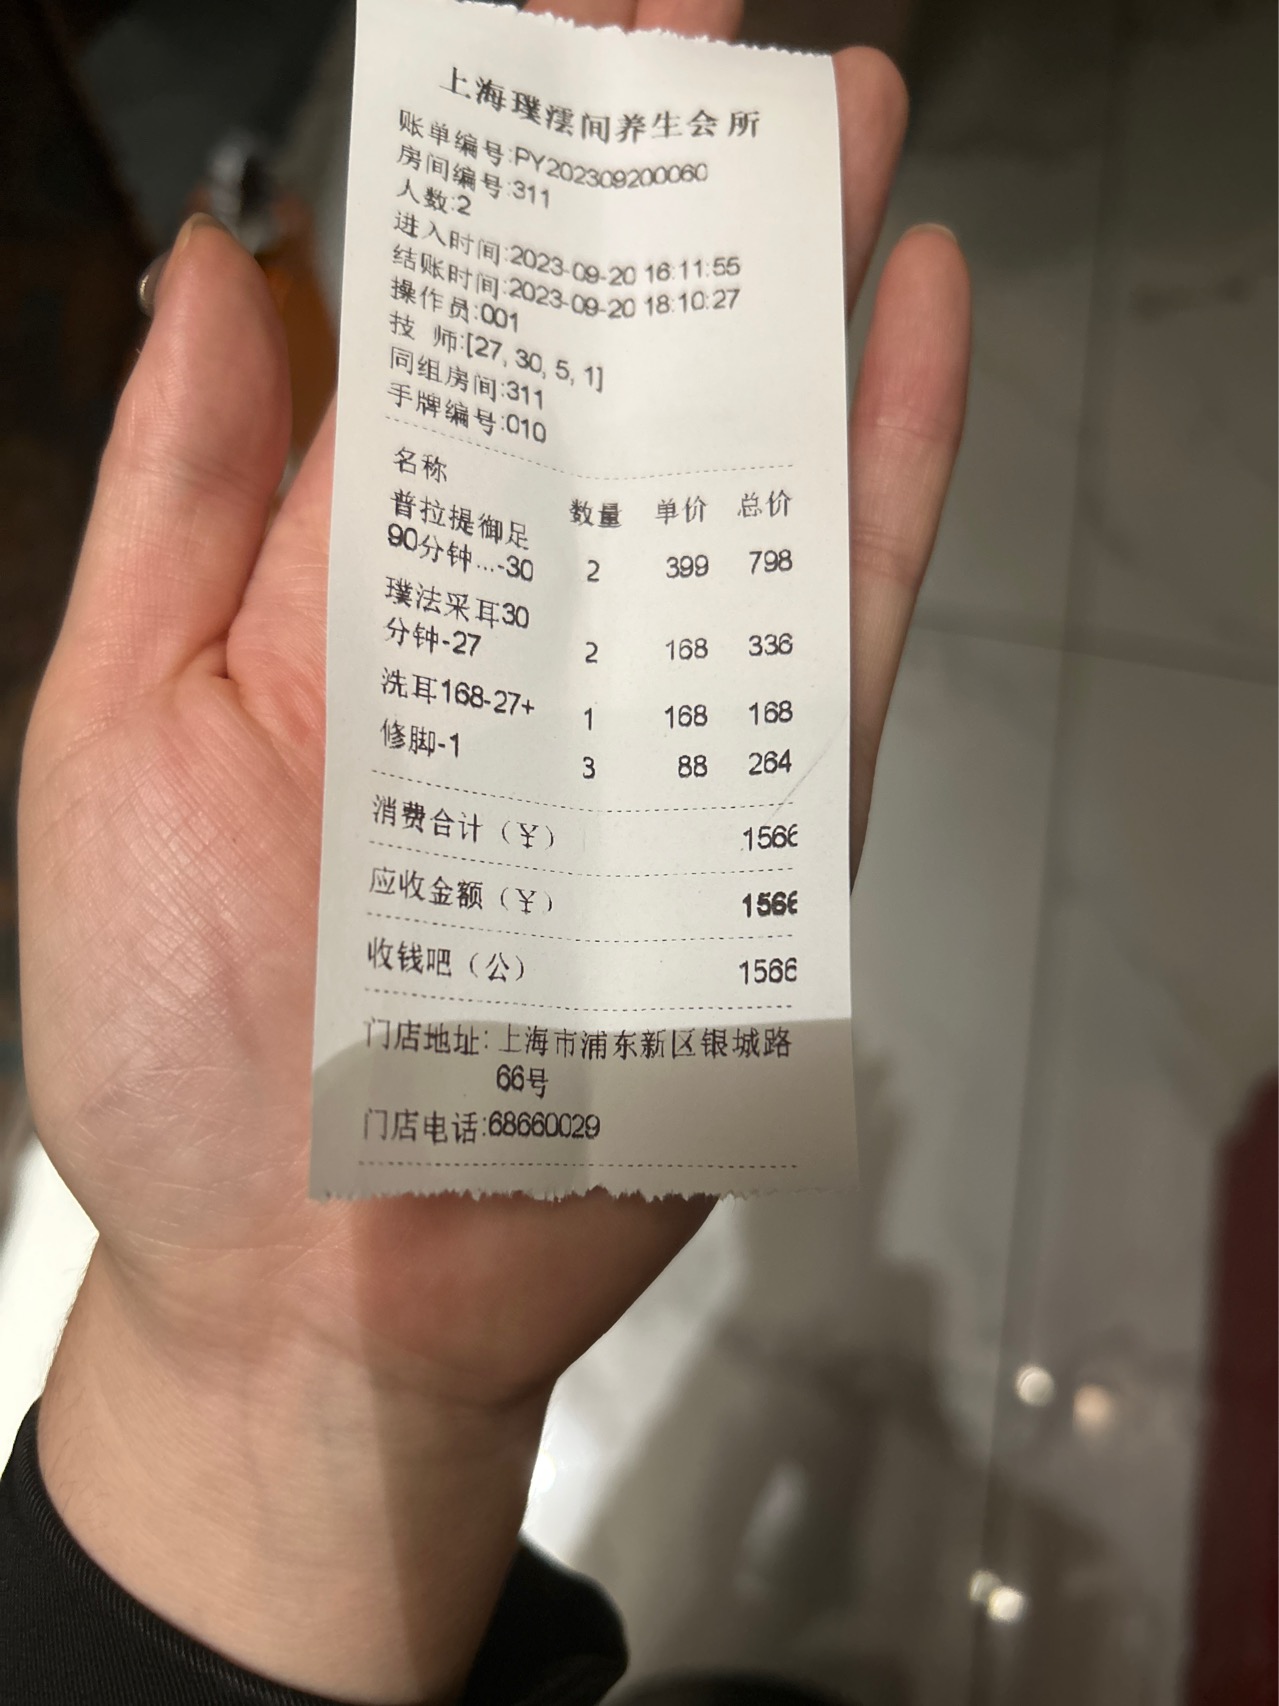 上海璞澐间养生会所
账单编号:PY202309200060
房间编号:311
人数:2
进入时间:2023-09-20 16:11:55
结账时间:2023-09-20 18:10:27
操作员:001
技 师:[27, 30, 5, 1]
同组房间:311
手牌编号:010
名称 数量 单价 总价
普拉提御足
90分钟...-30 2 399 798
璞法采耳30
分钟-27 2 168 336
洗耳168-27+ 1 168 168
修脚-1 3 88 264
消费合计（¥） 1566
应收金额（¥） 1566
收钱吧（公） 1566
门店地址: 上海市浦东新区银城路
66号
门店电话:68660029